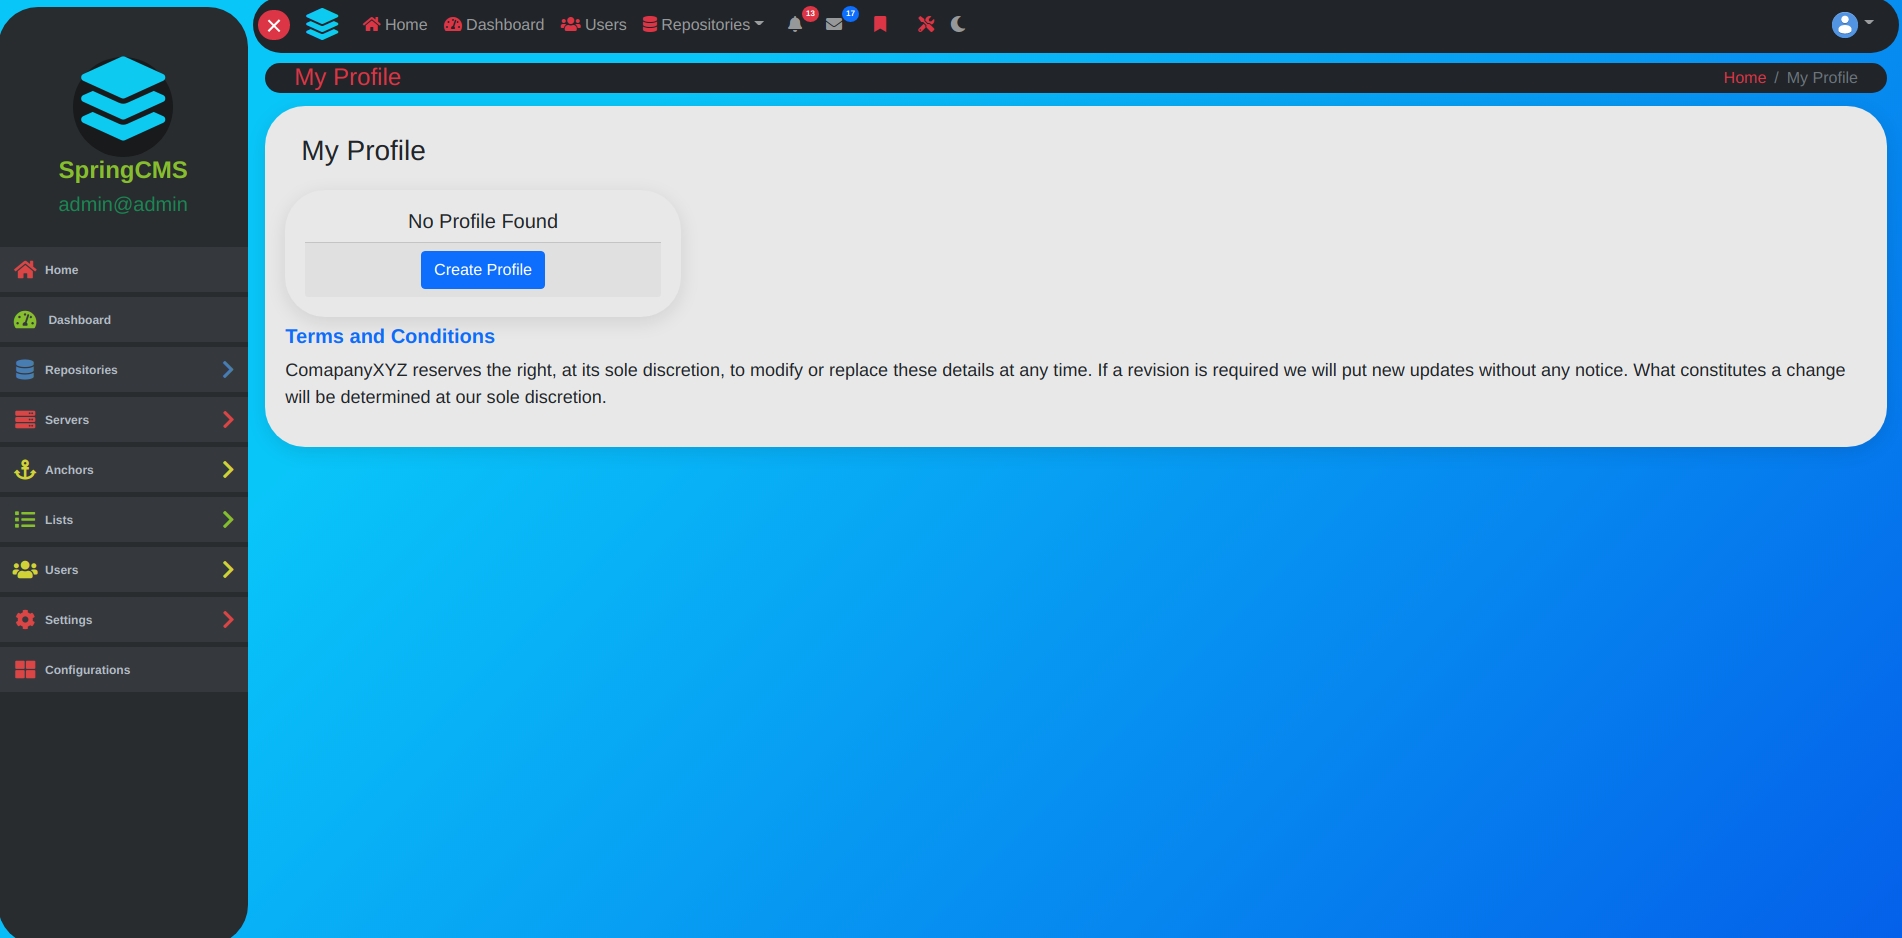 SpringCMS
admin@admin
Home
Dashboard
Repositories
Servers
Anchors
Lists
Users
Settings
Configurations
Home Dashboard Users Repositories 13 17
My Profile
Home / My Profile
My Profile
No Profile Found
Create Profile
Terms and Conditions
ComapanyXYZ reserves the right, at its sole discretion, to modify or replace these details at any time. If a revision is required we will put new updates without any notice. What constitutes a change
will be determined at our sole discretion.